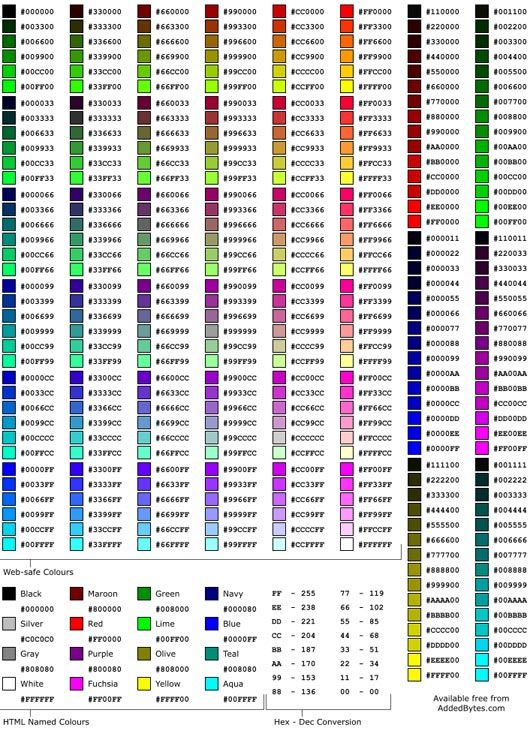 #000000 #330000 #660000 #990000 #CC0000 #FF0000
#003300 #333300 #663300 #993300 #CC3300 #FF3300
#006600 #336600 #666600 #996600 #CC6600 #FF6600
#009900 #339900 #669900 #999900 #CC9900 #FF9900
#00CC00 #33CC00 #66CC00 #99CC00 #CCCC00 #FFCC00
#00FF00 #33FF00 #66FF00 #99FF00 #CCFF00 #FFFF00
#000033 #330033 #660033 #990033 #CC0033 #FF0033
#003333 #333333 #663333 #993333 #CC3333 #FF3333
#006633 #336633 #666633 #996633 #CC6633 #FF6633
#009933 #339933 #669933 #999933 #CC9933 #FF9933
#00CC33 #33CC33 #66CC33 #99CC33 #CCCC33 #FFCC33
#00FF33 #33FF33 #66FF33 #99FF33 #CCFF33 #FFFF33
#000066 #330066 #660066 #990066 #CC0066 #FF0066
#003366 #333366 #663366 #993366 #CC3366 #FF3366
#006666 #336666 #666666 #996666 #CC6666 #FF6666
#009966 #339966 #669966 #999966 #CC9966 #FF9966
#00CC66 #33CC66 #66CC66 #99CC66 #CCCC66 #FFCC66
#00FF66 #33FF66 #66FF66 #99FF66 #CCFF66 #FFFF66
#000099 #330099 #660099 #990099 #CC0099 #FF0099
#003399 #333399 #663399 #993399 #CC3399 #FF3399
#006699 #336699 #666699 #996699 #CC6699 #FF6699
#009999 #339999 #669999 #999999 #CC9999 #FF9999
#00CC99 #33CC99 #66CC99 #99CC99 #CCCC99 #FFCC99
#00FF99 #33FF99 #66FF99 #99FF99 #CCFF99 #FFFF99
#0000CC #3300CC #6600CC #9900CC #CC00CC #FF00CC
#0033CC #3333CC #6633CC #9933CC #CC33CC #FF33CC
#0066CC #3366CC #6666CC #9966CC #CC66CC #FF66CC
#0099CC #3399CC #6699CC #9999CC #CC99CC #FF99CC
#00CCCC #33CCCC #66CCCC #99CCCC #CCCCCC #FFCCCC
#00FFCC #33FFCC #66FFCC #99FFCC #CCFFCC #FFFFCC
#0000FF #3300FF #6600FF #9900FF #CC00FF #FF00FF
#0033FF #3333FF #6633FF #9933FF #CC33FF #FF33FF
#0066FF #3366FF #6666FF #9966FF #CC66FF #FF66FF
#0099FF #3399FF #6699FF #9999FF #CC99FF #FF99FF
#00CCFF #33CCFF #66CCFF #99CCFF #CCCCFF #FFCCFF
#00FFFF #33FFFF #66FFFF #99FFFF #CCFFFF #FFFFFF
Web-safe Colours
#110000 #001100
#220000 #002200
#330000 #003300
#440000 #004400
#550000 #005500
#660000 #006600
#770000 #007700
#880000 #008800
#990000 #009900
#AA0000 #00AA00
#BB0000 #00BB00
#CC0000 #00CC00
#DD0000 #00DD00
#EE0000 #00EE00
#FF0000 #00FF00
#000011 #110011
#000022 #220033
#000033 #330033
#000044 #440044
#000055 #550055
#000066 #660066
#000077 #770077
#000088 #880088
#000099 #990099
#0000AA #AA00AA
#0000BB #BB00BB
#0000CC #CC00CC
#0000DD #DD00DD
#0000EE #EE00EE
#0000FF #FF00FF
#111100 #001111
#222200 #002222
#333300 #003333
#444400 #004444
#555500 #005555
#666600 #006666
#777700 #007777
#888800 #008888
#999900 #009999
#AAAA00 #00AAAA
#BBBB00 #00BBBB
#CCCC00 #00CCCC
#DDDD00 #00DDDD
#EEEE00 #00EEEE
#FFFF00 #00FFFF
Black Maroon Green Navy
#000000 #800000 #008000 #000080
Silver Red Lime Blue
#C0C0C0 #FF0000 #00FF00 #0000FF
Gray Purple Olive Teal
#808080 #800080 #808000 #008080
White Fuchsia Yellow Aqua
#FFFFFF #FF00FF #FFFF00 #00FFFF
HTML Named Colours
FF - 255 77 - 119
EE - 238 66 - 102
DD - 221 55 - 85
CC - 204 44 - 68
BB - 187 33 - 51
AA - 170 22 - 34
99 - 153 11 - 17
88 - 136 00 - 00
Hex - Dec Conversion
Available free from
AddedBytes.com